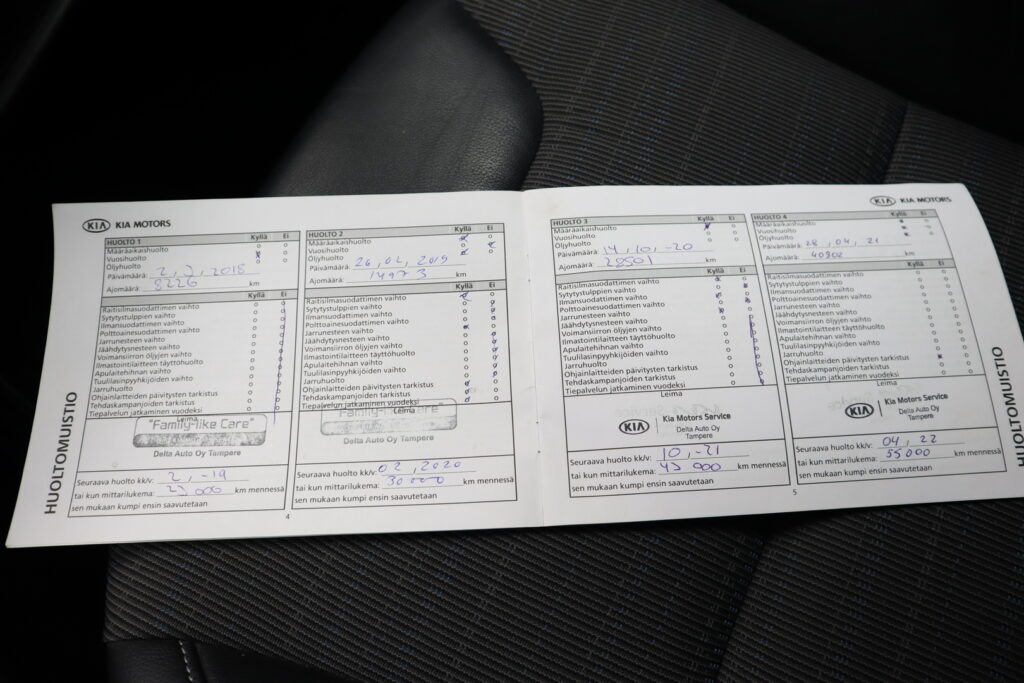 KIA KIA MOTORS
HUOLTO 1 Kyllä Ei
Määräaikaishuolto
Vuosihuolto
Öljyhuolto
Päivämäärä:
Ajomäärä: 8226 km
Kyllä Ei
Raitisilmasuodattimen vaihto
Sytytystulppien vaihto
Ilmansuodattimen vaihto
Polttoainesuodattimen vaihto
Jarrunesteen vaihto
Jäähdytysnesteen vaihto
Voimansiirron öljyjen vaihto
Ilmastointilaitteen täyttöhuolto
Apulaitehihnan vaihto
Tuulilasinpyyhkijöiden vaihto
Jarruhuolto
Ohjainlaitteiden päivitysten tarkistus
Tehdaskampanjoiden tarkistus
Tiepalvelun jatkaminen vuodeksi
Leima
"Family-like Care"
Delta Auto Oy Tampere
Seuraava huolto kk/v: 2, -19
tai kun mittarilukema: 23 000 km mennessä
sen mukaan kumpi ensin saavutetaan
HUOLTO 2 Kyllä Ei
Määräaikaishuolto
Vuosihuolto
Öljyhuolto
Päivämäärä: 26, 02, 2019
Ajomäärä: 14973 km
Kyllä Ei
Raitisilmasuodattimen vaihto
Sytytystulppien vaihto
Ilmansuodattimen vaihto
Polttoainesuodattimen vaihto
Jarrunesteen vaihto
Jäähdytysnesteen vaihto
Voimansiirron öljyjen vaihto
Ilmastointilaitteen täyttöhuolto
Apulaitehihnan vaihto
Tuulilasinpyyhkijöiden vaihto
Jarruhuolto
Ohjainlaitteiden päivitysten tarkistus
Tehdaskampanjoiden tarkistus
Tiepalvelun jatkaminen vuodeksi
Leima
"Family-like Care"
Delta Auto Oy Tampere
Seuraava huolto kk/v: 02, 2020
tai kun mittarilukema: 30 000 km mennessä
sen mukaan kumpi ensin saavutetaan
HUOLTOMUISTIO
4
KIA KIA MOTORS
HUOLTO 3 Kyllä Ei
Määräaikaishuolto
Vuosihuolto
Öljyhuolto
Päivämäärä: 14, 10, -20
Ajomäärä: 28501 km
Kyllä Ei
Raitisilmasuodattimen vaihto
Sytytystulppien vaihto
Ilmansuodattimen vaihto
Polttoainesuodattimen vaihto
Jarrunesteen vaihto
Jäähdytysnesteen vaihto
Voimansiirron öljyjen vaihto
Ilmastointilaitteen täyttöhuolto
Apulaitehihnan vaihto
Tuulilasinpyyhkijöiden vaihto
Jarruhuolto
Ohjainlaitteiden päivitysten tarkistus
Tehdaskampanjoiden tarkistus
Tiepalvelun jatkaminen vuodeksi
Leima
KIA Kia Motors Service
Delta Auto Oy
Tampere
Seuraava huolto kk/v: 10, -21
tai kun mittarilukema: 43 000 km mennessä
sen mukaan kumpi ensin saavutetaan
HUOLTO 4 Kyllä Ei
Määräaikaishuolto
Vuosihuolto
Öljyhuolto
Päivämäärä: 28, 04, 21
Ajomäärä: 40902 km
Kyllä Ei
Raitisilmasuodattimen vaihto
Sytytystulppien vaihto
Ilmansuodattimen vaihto
Polttoainesuodattimen vaihto
Jarrunesteen vaihto
Jäähdytysnesteen vaihto
Voimansiirron öljyjen vaihto
Ilmastointilaitteen täyttöhuolto
Apulaitehihnan vaihto
Tuulilasinpyyhkijöiden vaihto
Jarruhuolto
Ohjainlaitteiden päivitysten tarkistus
Tehdaskampanjoiden tarkistus
Tiepalvelun jatkaminen vuodeksi
Leima
KIA Kia Motors Service
Delta Auto Oy
Tampere
Seuraava huolto kk/v: 04, 22
tai kun mittarilukema: 55000 km mennessä
sen mukaan kumpi ensin saavutetaan
HUOLTOMUISTIO
5